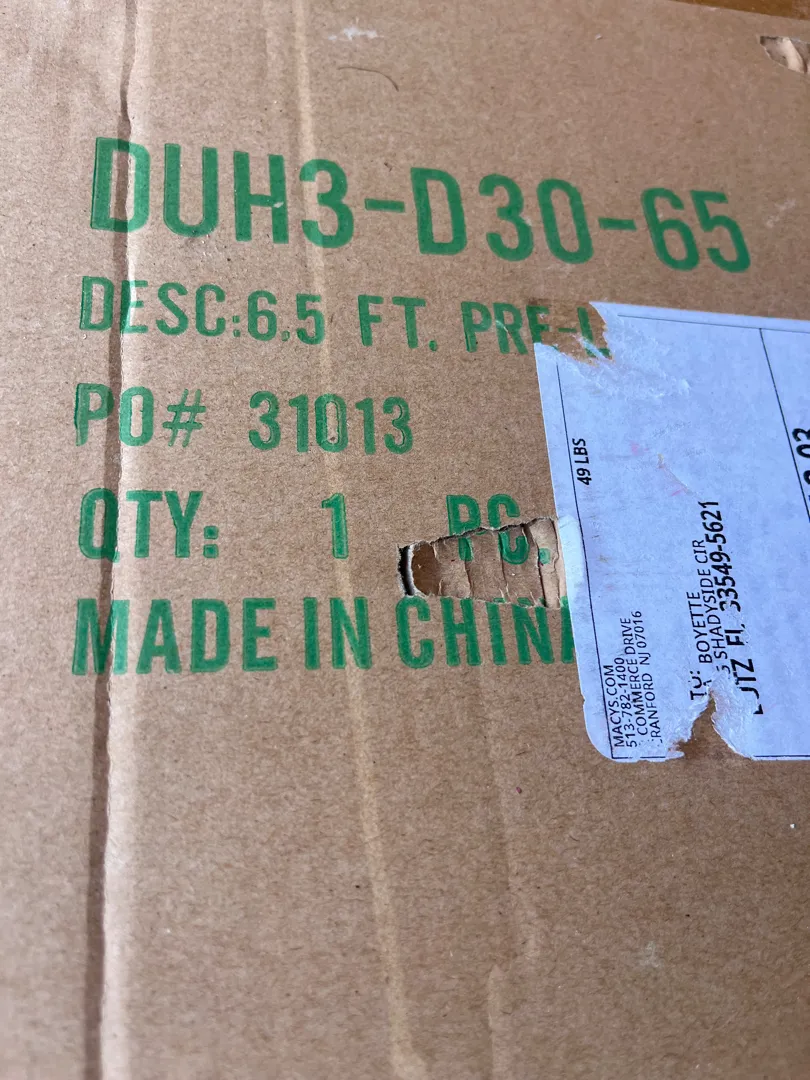 DUH3-D30-65
DESC:6.5 FT. PRE-L
PO# 31013
QTY: 1 PC.
MADE IN CHINA
49 LBS
MACYS.COM
513-782-1400
COMMERCE DRIVE
RANFORD NJ 07016
TO:
BOYETTE
SHADYSIDE CIR
FL 33549-5621